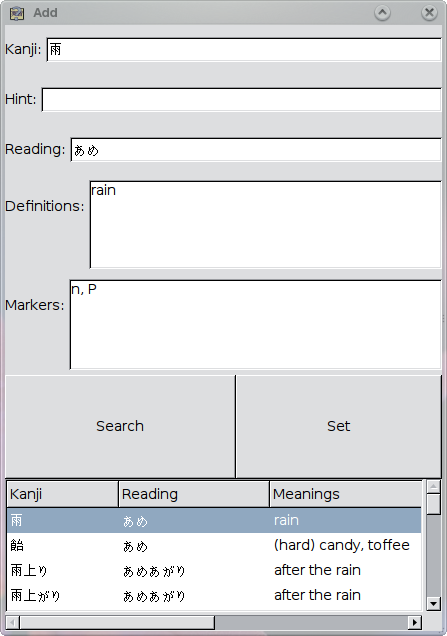 Add
Kanji: 雨
Hint:
Reading: あめ
Definitions: rain
Markers: n, P
Search Set
Kanji Reading Meanings
雨 あめ rain
飴 あめ (hard) candy, toffee
雨上り あめあがり after the rain
雨上がり あめあがり after the rain